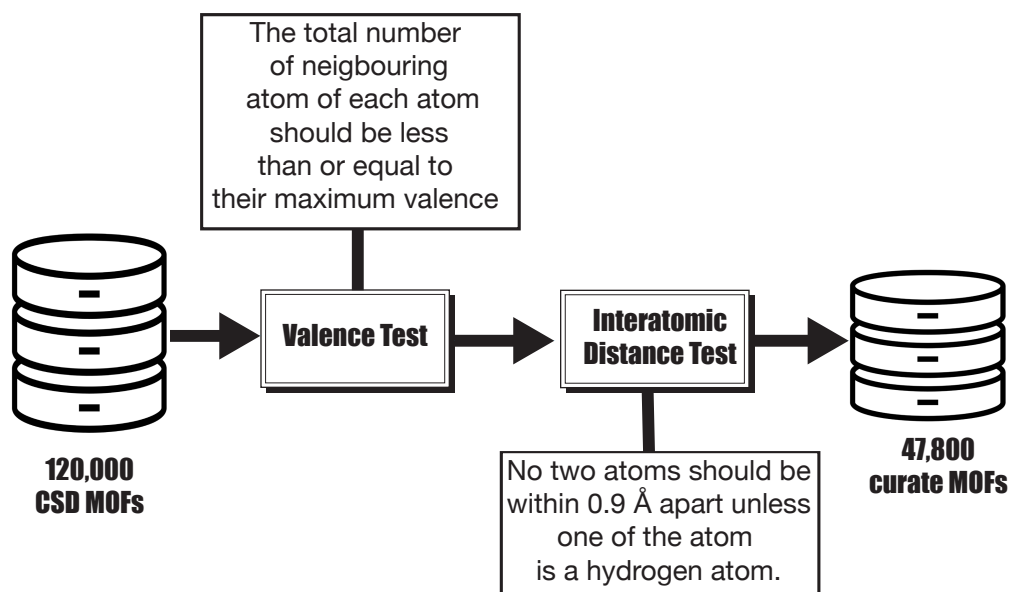 The total number
of neigbouring
atom of each atom
should be less
than or equal to
their maximum valence
Valence Test
Interatomic
Distance Test
120,000
CSD MOFs
47,800
curate MOFs
No two atoms should be
within 0.9 Å apart unless
one of the atom
is a hydrogen atom.